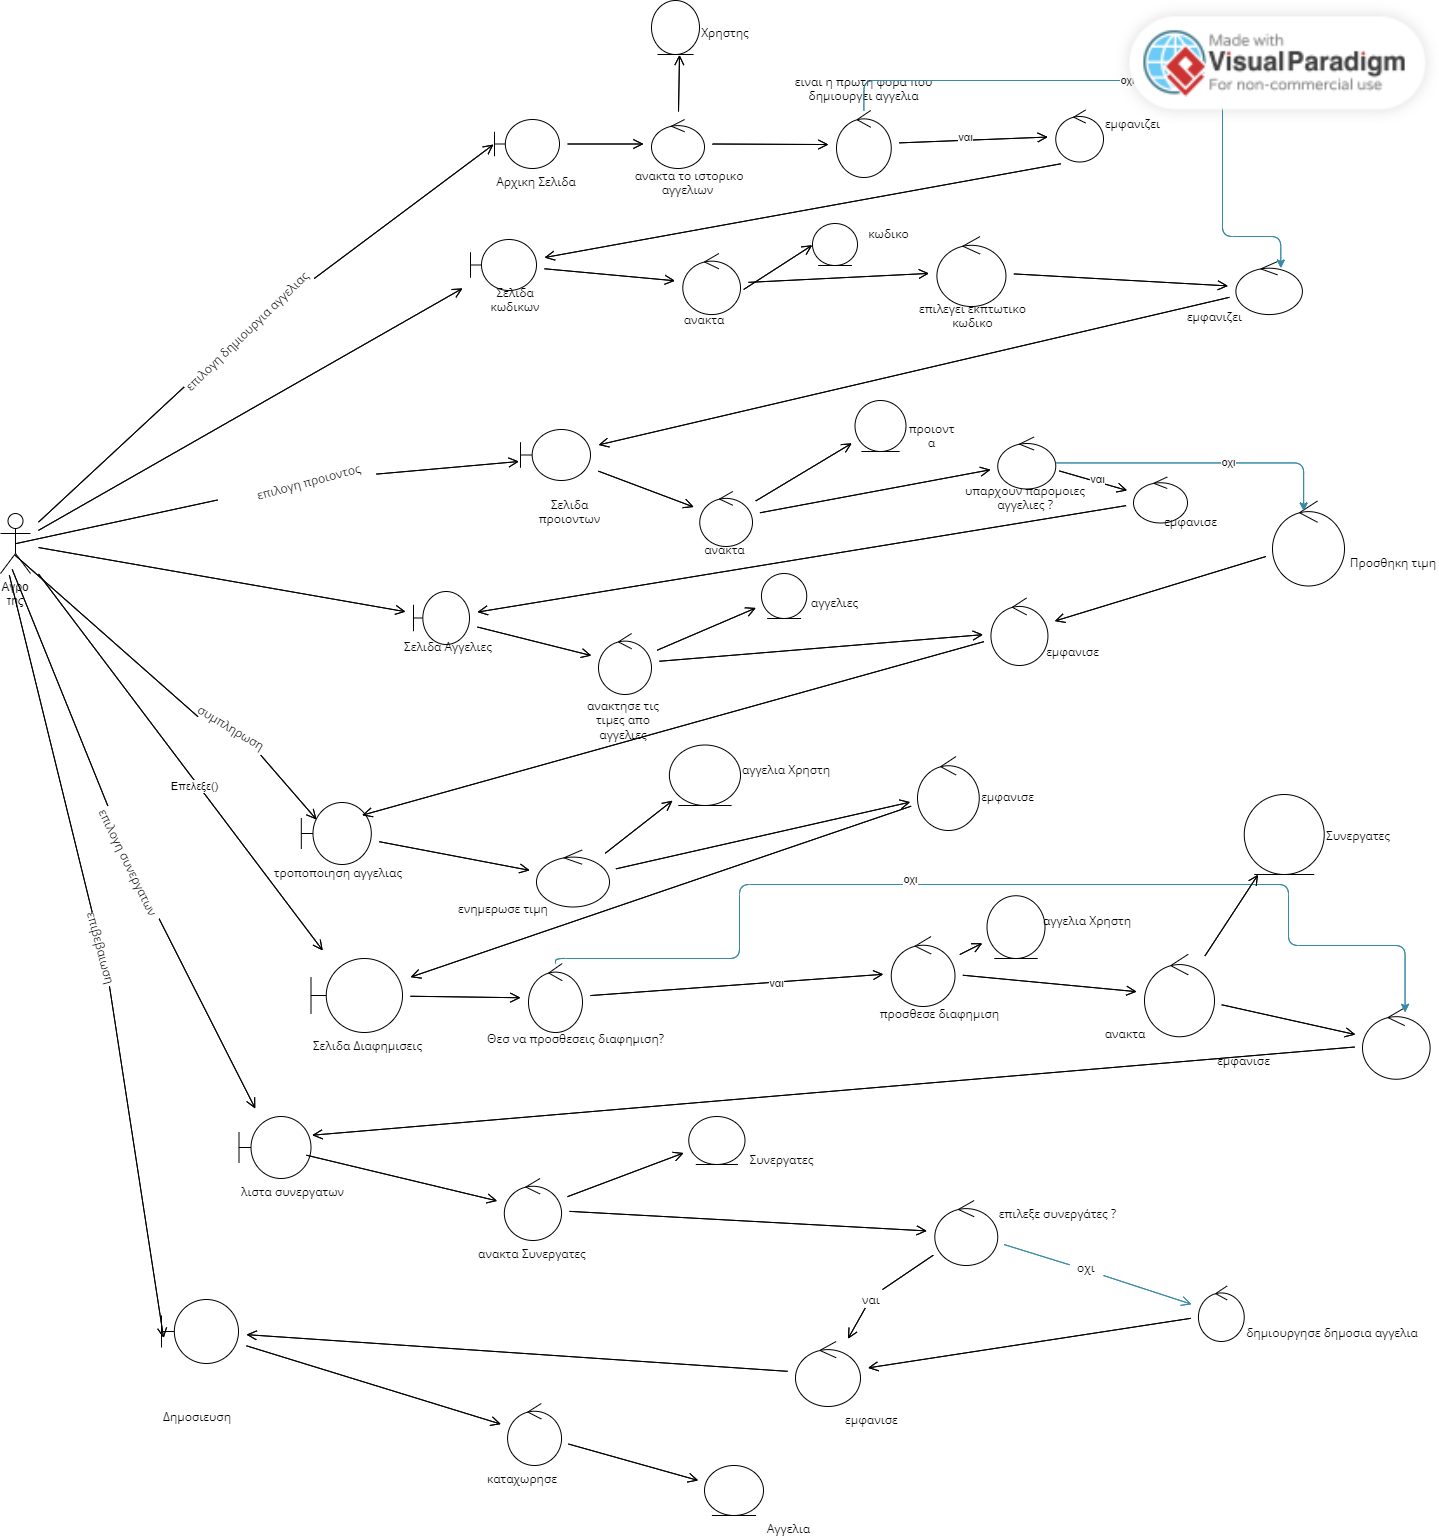 Χρηστης
Made with
Visual Paradigm
For non-commercial use
ειναι η πρωτη φορα που
δημιουργει αγγελια
οχι
ναι
εμφανιζει
Αρχικη Σελιδα
ανακτα το ιστορικο
αγγελιων
επιλογη δημιουργια αγγελιας
κωδικο
Σελιδα
κωδικων
ανακτα
επιλεγει εκπτωτικο
κωδικο
εμφανιζει
προιοντ
α
επιλογη προιοντος
Σελιδα
προιοντων
ανακτα
υπαρχουν παρομοιες
αγγελιες ?
οχι
ναι
εμφανισε
Προσθηκη τιμη
Αγρο
της
αγγελιες
Σελιδα Αγγελιες
εμφανισε
ανακτησε τις
τιμες απο
αγγελιες
συμπληρωση
αγγελια Χρηστη
εμφανισε
Επελεξε()
τροποποιηση αγγελιας
ενημερωσε τιμη
Συνεργατες
οχι
επιλογη συνεργατων
αγγελια Χρηστη
επιβεβαιωση
ναι
προσθεσε διαφημιση
Θεσ να προσθεσεις διαφημιση?
Σελιδα Διαφημισεις
ανακτα
εμφανισε
Συνεργατες
λιστα συνεργατων
επιλεξε συνεργάτες ?
ανακτα Συνεργατες
οχι
ναι
δημιουργησε δημοσια αγγελια
Δημοσιευση
εμφανισε
καταχωρησε
Αγγελια